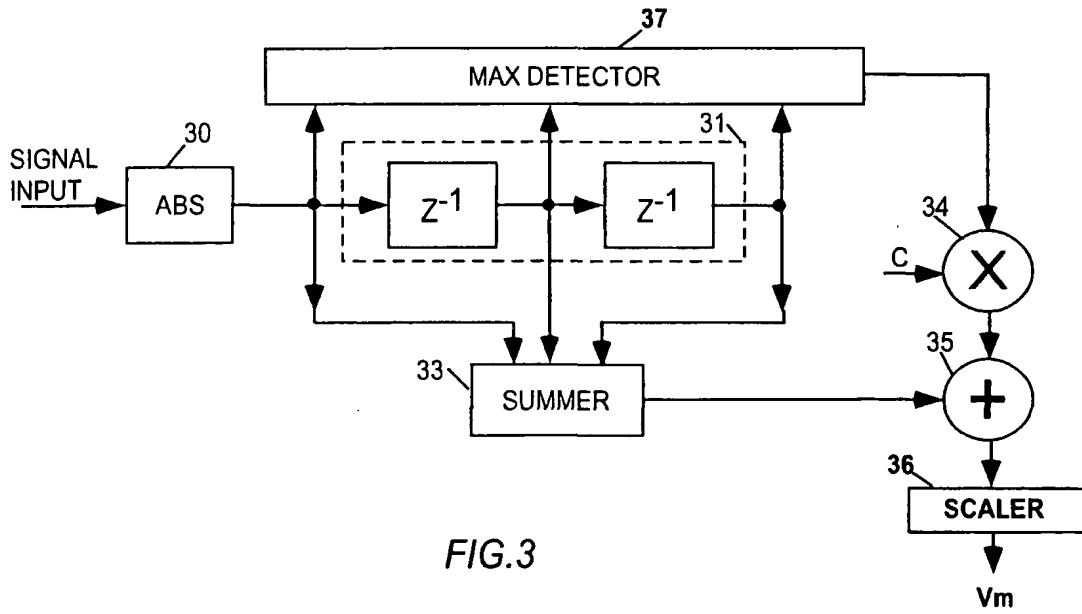 37
MAX DETECTOR
30
31
SIGNAL
INPUT
ABS
Z-1
Z-1
34
C
X
35
33
SUMMER
+
36
SCALER
FIG.3
Vm